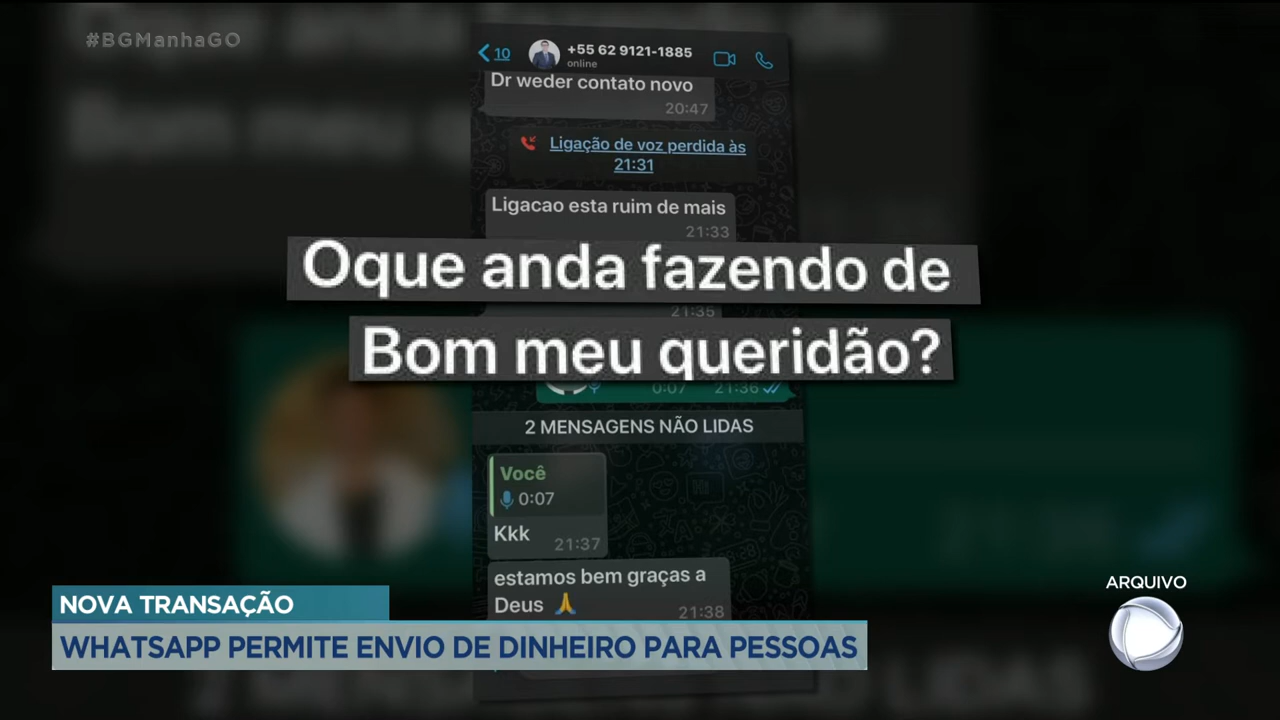 #BGManhaGO
10
+55 62 9121-1885
online
Dr weder contato novo
20:47
Ligação de voz perdida às
21:31
Ligacao esta ruim de mais
21:33
Oque anda fazendo de
21:35
Bom meu queridão?
0:07 21:36
2 MENSAGENS NÃO LIDAS
Você
0:07
Kkk
21:37
estamos bem graças a
Deus 🙏
21:38
ARQUIVO
NOVA TRANSAÇÃO
WHATSAPP PERMITE ENVIO DE DINHEIRO PARA PESSOAS